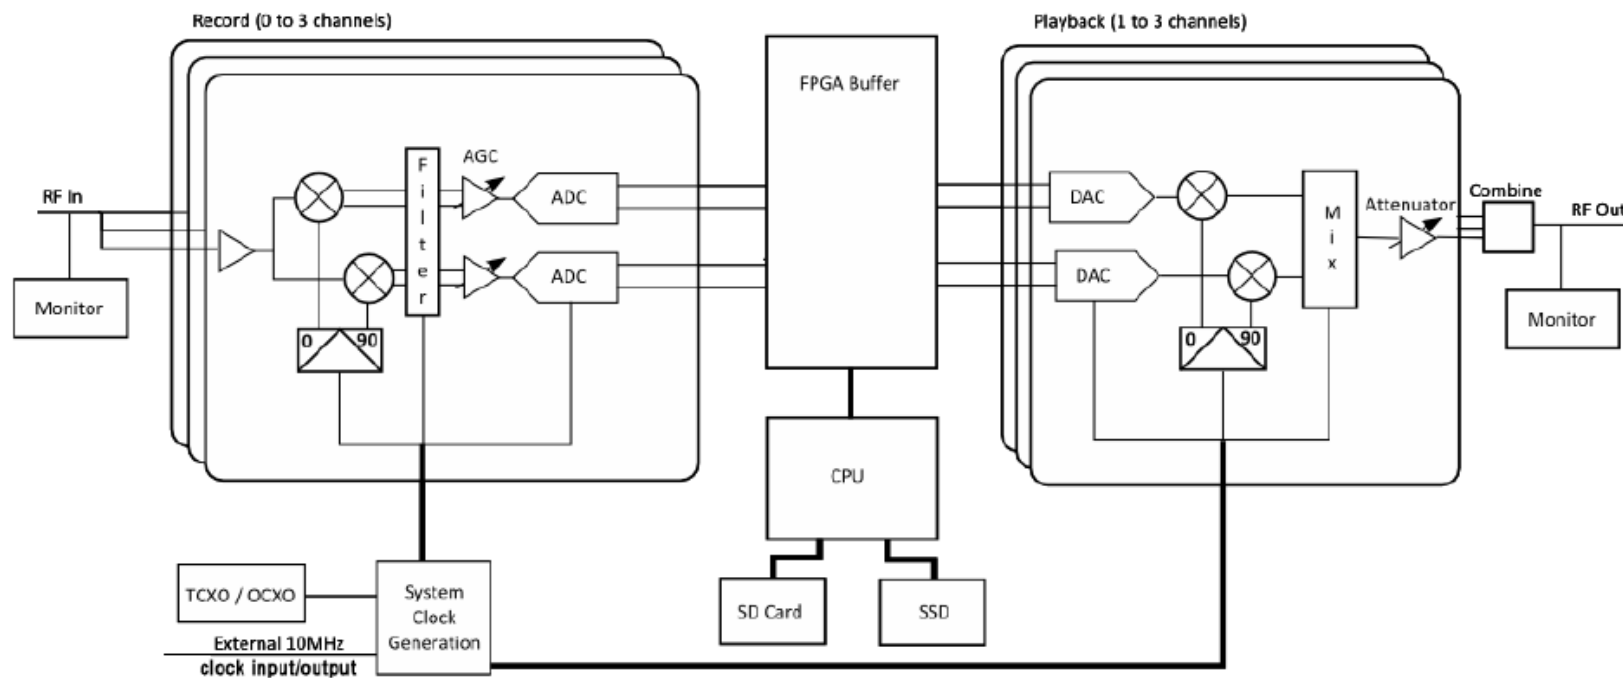 Record (0 to 3 channels)
Playback (1 to 3 channels)
FPGA Buffer
RF In
Monitor
Filter
AGC
ADC
ADC
0 90
DAC
DAC
0 90
Mix
Attenuator
Combine
RF Out
Monitor
CPU
SD Card
SSD
TCXO / OCXO
System
Clock
Generation
External 10MHz
clock input/output